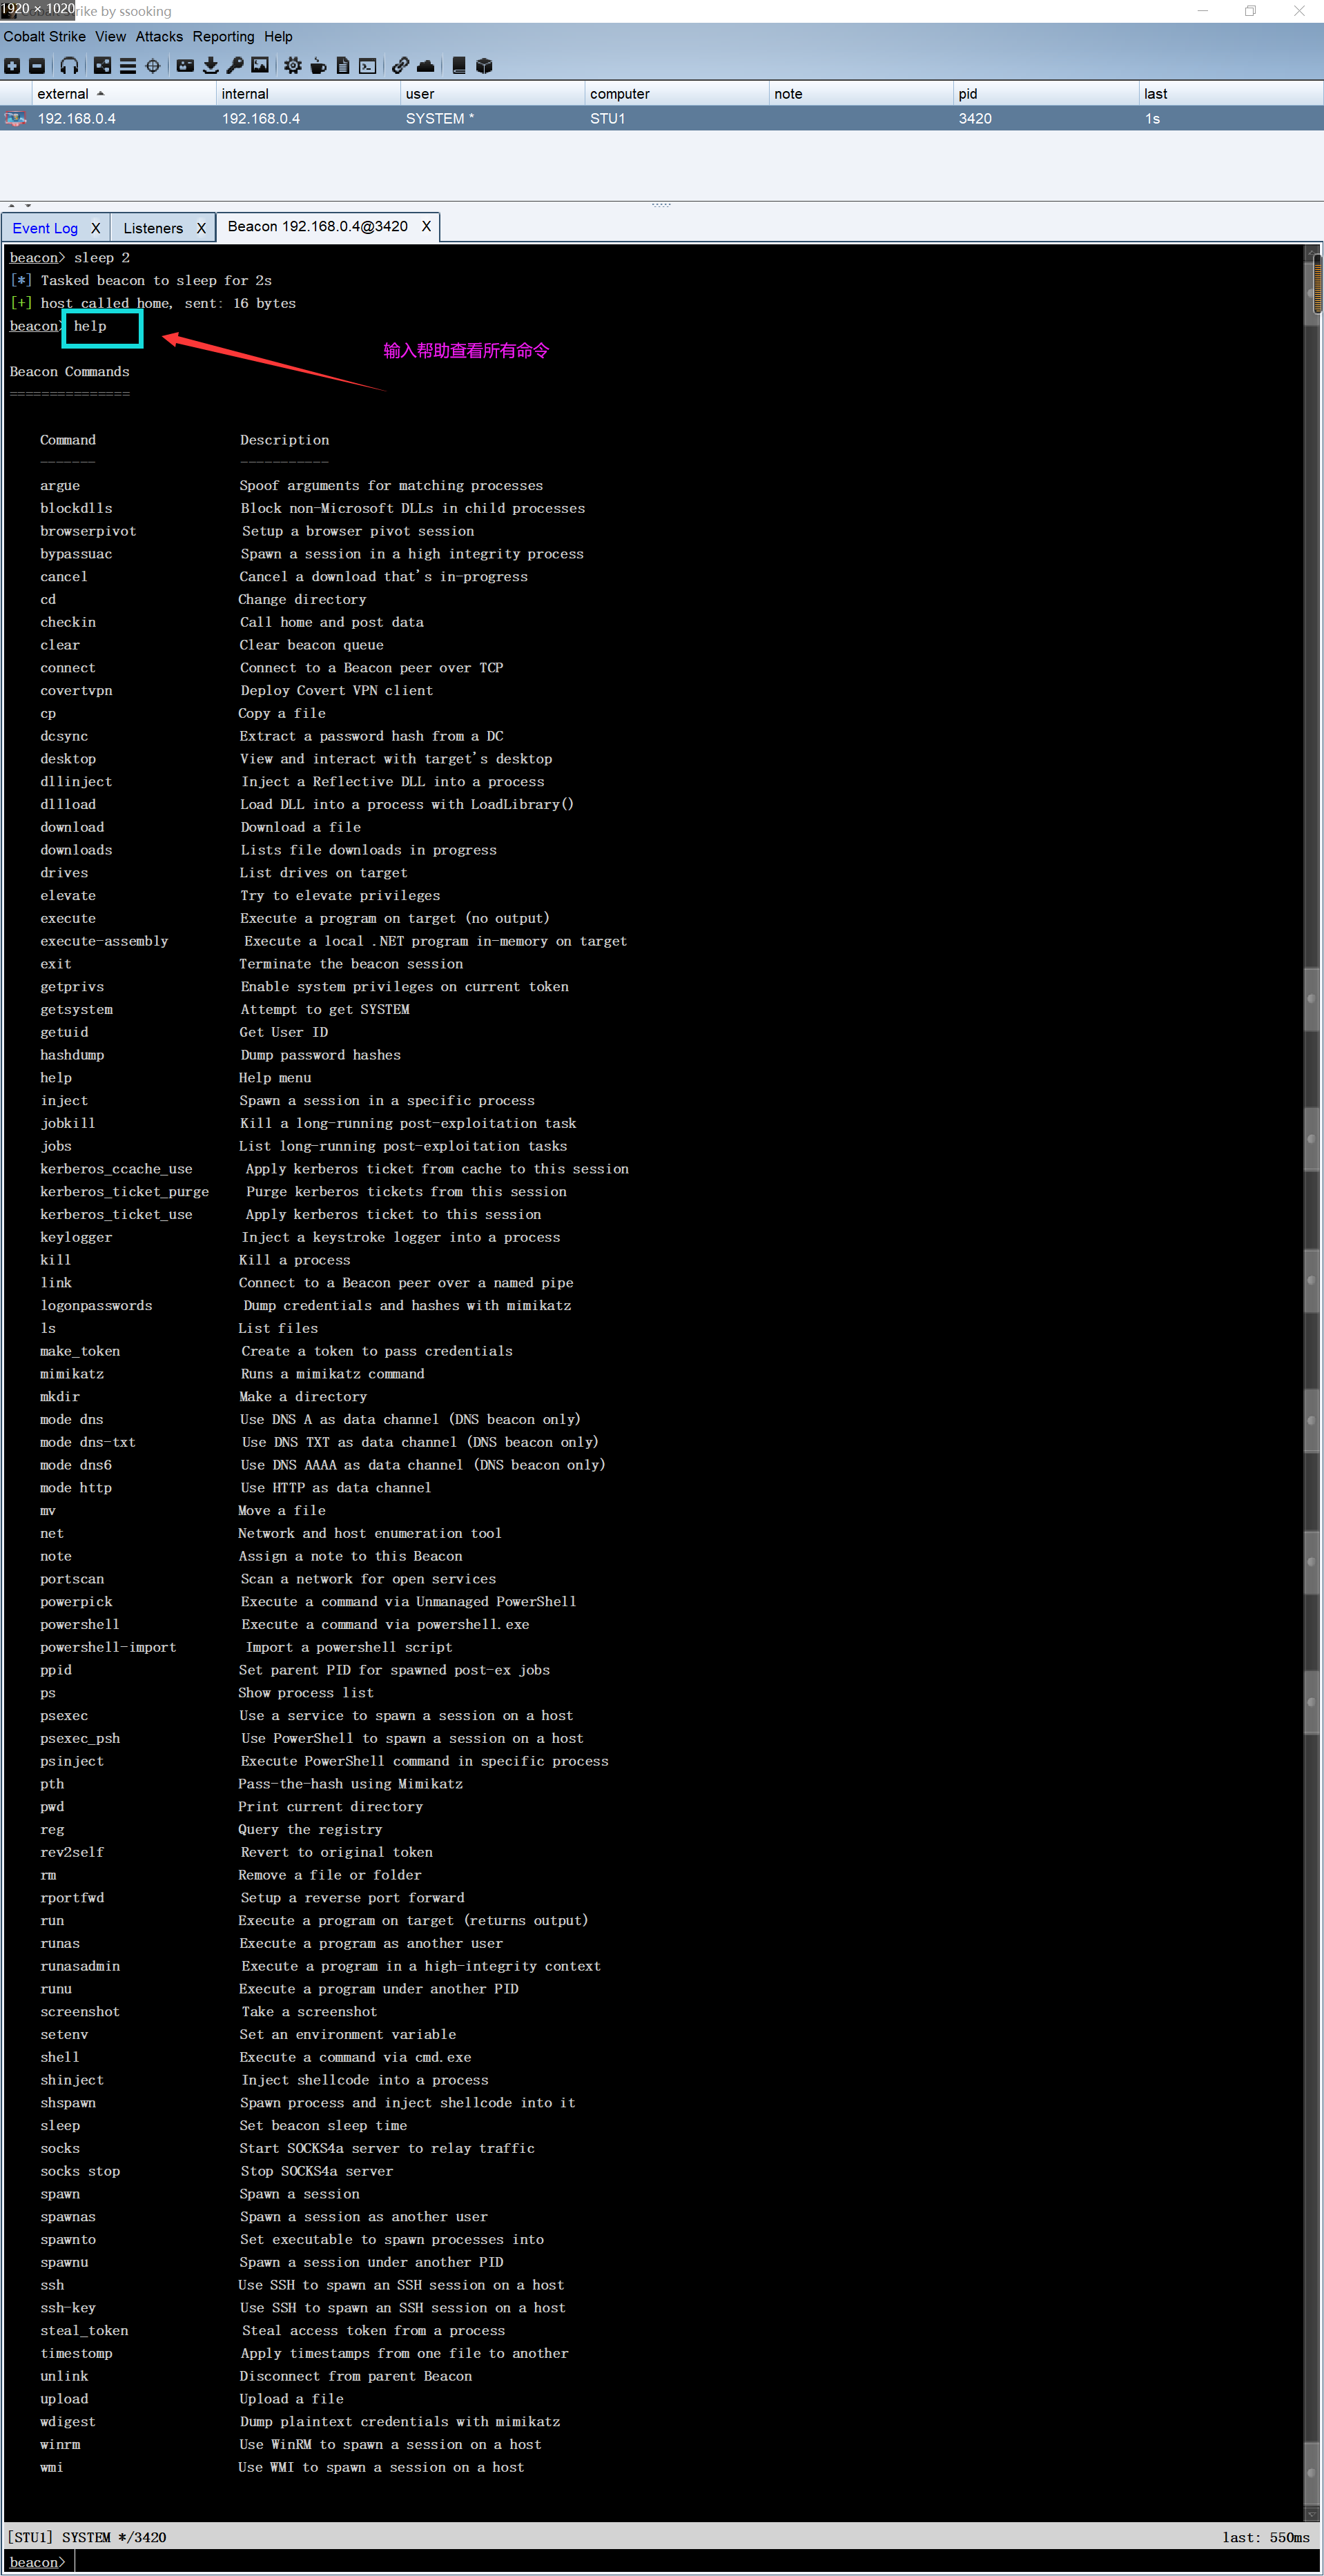 1920 × 1020
rike by ssooking
Cobalt Strike View Attacks Reporting Help
external internal user computer note pid last
192.168.0.4 192.168.0.4 SYSTEM * STU1 3420 1s
Event Log X Listeners X Beacon 192.168.0.4@3420 X
beacon> sleep 2
[*] Tasked beacon to sleep for 2s
[+] host called home, sent: 16 bytes
beacon> help
输入帮助查看所有命令
Beacon Commands
===============
Command Description
------- -----------
argue Spoof arguments for matching processes
blockdlls Block non-Microsoft DLLs in child processes
browserpivot Setup a browser pivot session
bypassuac Spawn a session in a high integrity process
cancel Cancel a download that's in-progress
cd Change directory
checkin Call home and post data
clear Clear beacon queue
connect Connect to a Beacon peer over TCP
covertvpn Deploy Covert VPN client
cp Copy a file
dcsync Extract a password hash from a DC
desktop View and interact with target's desktop
dllinject Inject a Reflective DLL into a process
dllload Load DLL into a process with LoadLibrary()
download Download a file
downloads Lists file downloads in progress
drives List drives on target
elevate Try to elevate privileges
execute Execute a program on target (no output)
execute-assembly Execute a local .NET program in-memory on target
exit Terminate the beacon session
getprivs Enable system privileges on current token
getsystem Attempt to get SYSTEM
getuid Get User ID
hashdump Dump password hashes
help Help menu
inject Spawn a session in a specific process
jobkill Kill a long-running post-exploitation task
jobs List long-running post-exploitation tasks
kerberos_ccache_use Apply kerberos ticket from cache to this session
kerberos_ticket_purge Purge kerberos tickets from this session
kerberos_ticket_use Apply kerberos ticket to this session
keylogger Inject a keystroke logger into a process
kill Kill a process
link Connect to a Beacon peer over a named pipe
logonpasswords Dump credentials and hashes with mimikatz
ls List files
make_token Create a token to pass credentials
mimikatz Runs a mimikatz command
mkdir Make a directory
mode dns Use DNS A as data channel (DNS beacon only)
mode dns-txt Use DNS TXT as data channel (DNS beacon only)
mode dns6 Use DNS AAAA as data channel (DNS beacon only)
mode http Use HTTP as data channel
mv Move a file
net Network and host enumeration tool
note Assign a note to this Beacon
portscan Scan a network for open services
powerpick Execute a command via Unmanaged PowerShell
powershell Execute a command via powershell.exe
powershell-import Import a powershell script
ppid Set parent PID for spawned post-ex jobs
ps Show process list
psexec Use a service to spawn a session on a host
psexec_psh Use PowerShell to spawn a session on a host
psinject Execute PowerShell command in specific process
pth Pass-the-hash using Mimikatz
pwd Print current directory
reg Query the registry
rev2self Revert to original token
rm Remove a file or folder
rportfwd Setup a reverse port forward
run Execute a program on target (returns output)
runas Execute a program as another user
runasadmin Execute a program in a high-integrity context
runu Execute a program under another PID
screenshot Take a screenshot
setenv Set an environment variable
shell Execute a command via cmd.exe
shinject Inject shellcode into a process
shspawn Spawn process and inject shellcode into it
sleep Set beacon sleep time
socks Start SOCKS4a server to relay traffic
socks stop Stop SOCKS4a server
spawn Spawn a session
spawnas Spawn a session as another user
spawnto Set executable to spawn processes into
spawnu Spawn a session under another PID
ssh Use SSH to spawn an SSH session on a host
ssh-key Use SSH to spawn an SSH session on a host
steal_token Steal access token from a process
timestomp Apply timestamps from one file to another
unlink Disconnect from parent Beacon
upload Upload a file
wdigest Dump plaintext credentials with mimikatz
winrm Use WinRM to spawn a session on a host
wmi Use WMI to spawn a session on a host
[STU1] SYSTEM */3420 last: 550ms
beacon>